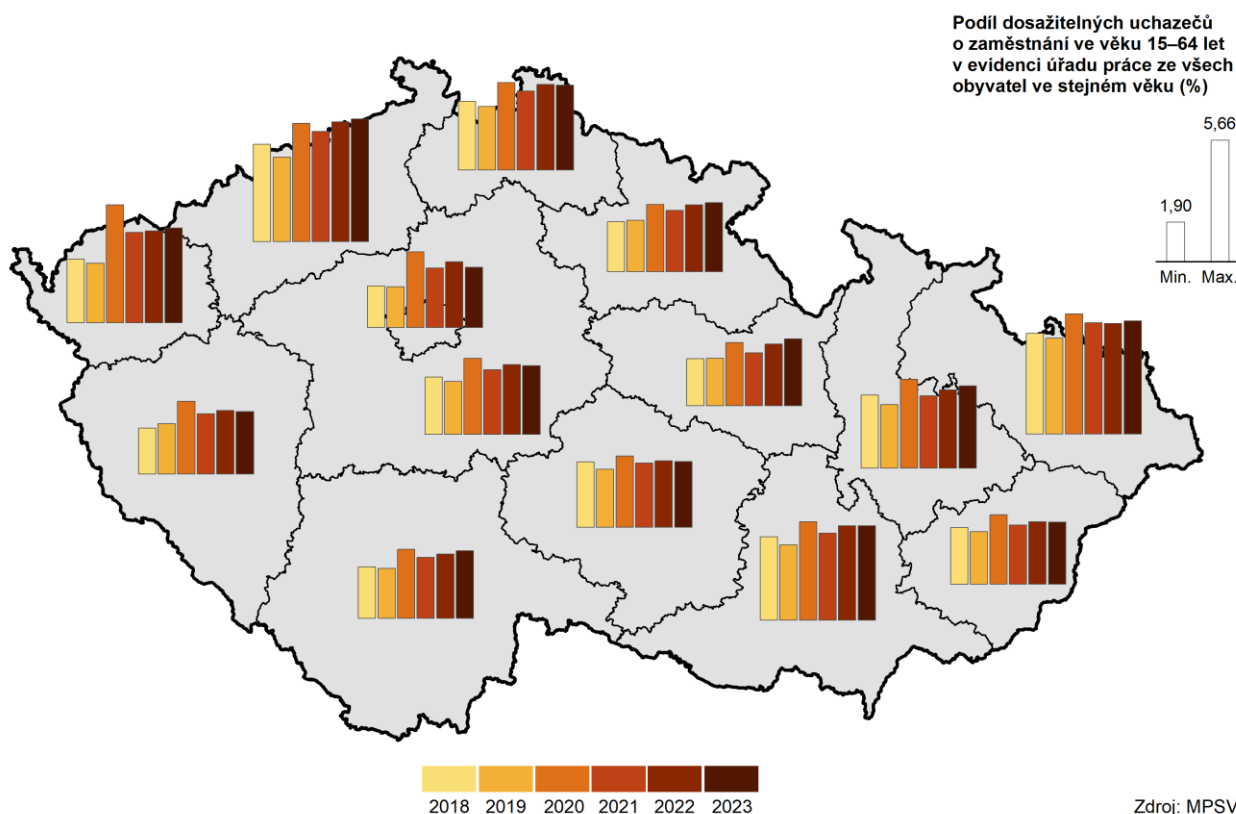 Podíl dosažitelných uchazečů
o zaměstnání ve věku 15–64 let
v evidenci úřadu práce ze všech
obyvatel ve stejném věku (%)
5,66
1,90
Min. Max.
2018 2019 2020 2021 2022 2023
Zdroj: MPSV